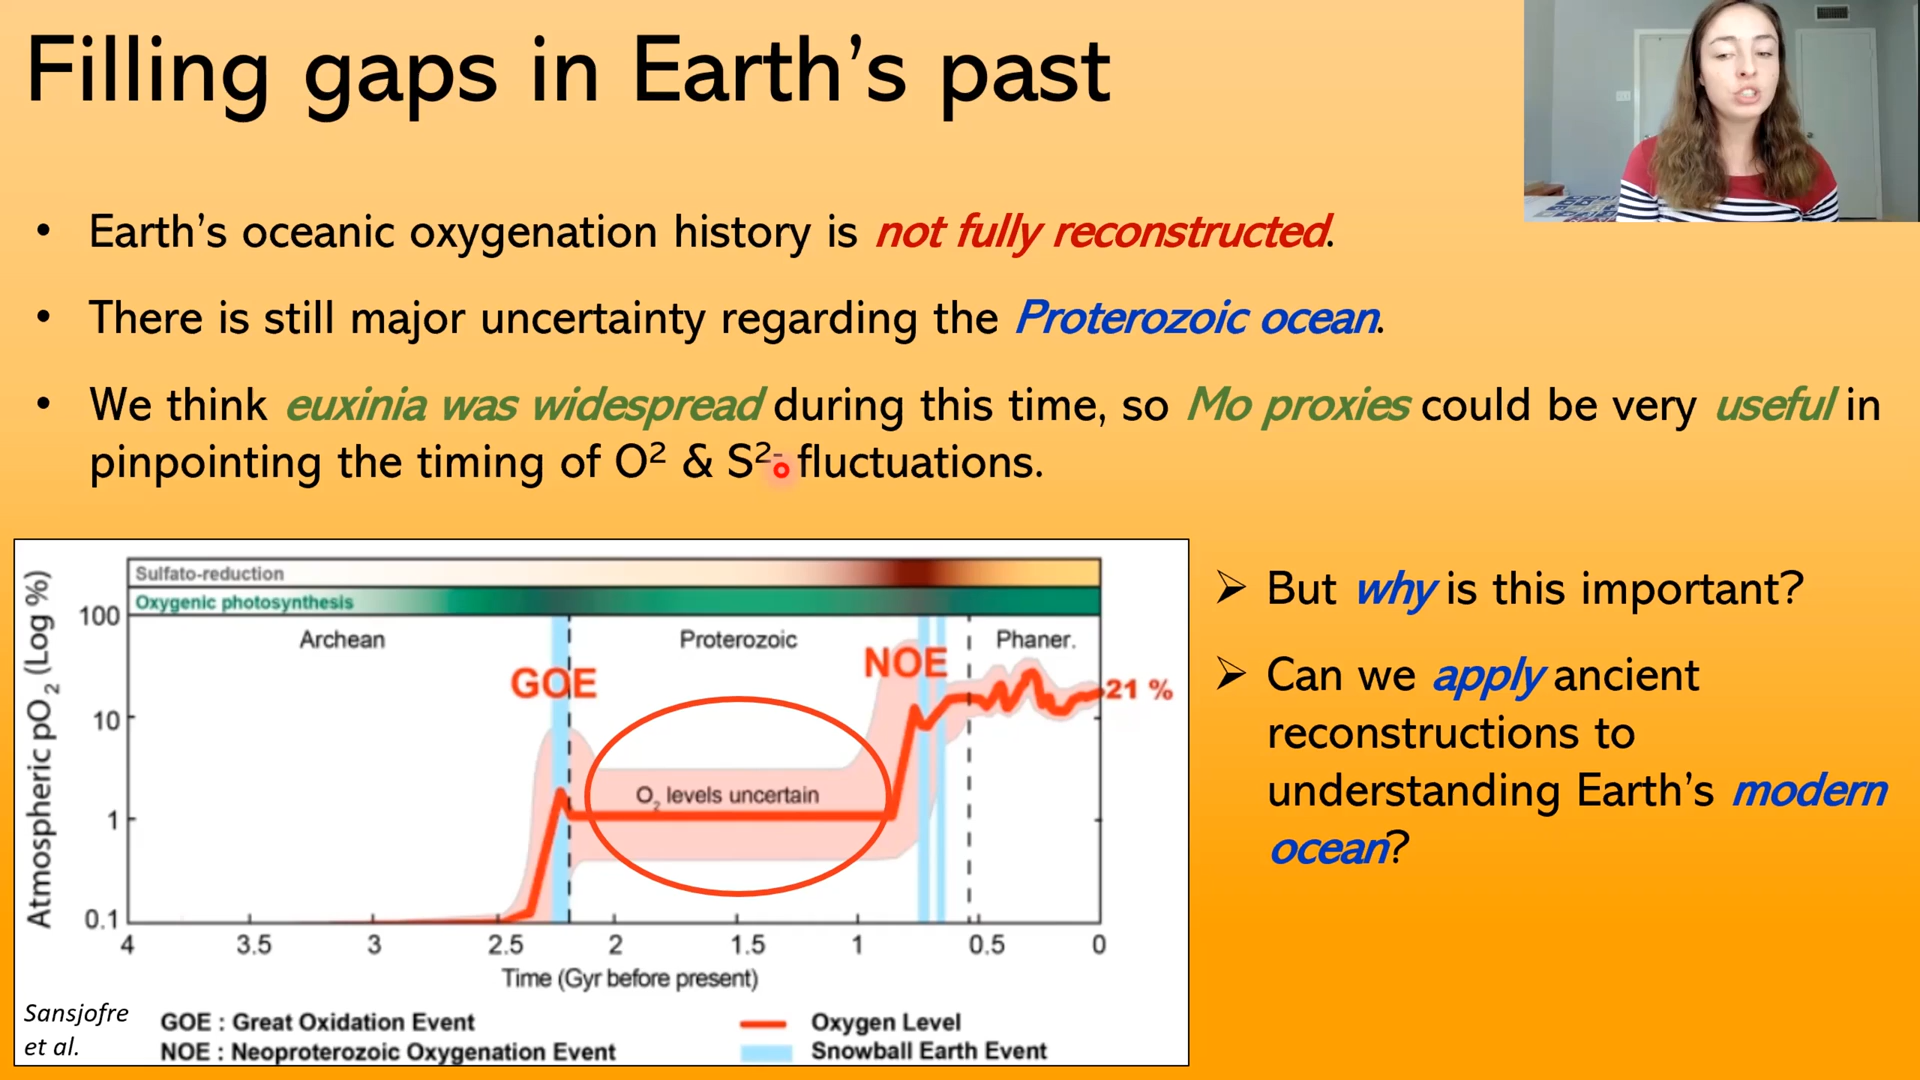 Filling gaps in Earth's past
• Earth's oceanic oxygenation history is not fully reconstructed.
• There is still major uncertainty regarding the Proterozoic ocean.
• We think euxinia was widespread during this time, so Mo proxies could be very useful in
pinpointing the timing of O² & S²⁻ fluctuations.
Sulfato-reduction
Oxygenic photosynthesis
Atmospheric pO₂ (Log %)
100
10
1
0.1
Archean
Proterozoic
Phaner.
GOE
NOE
21 %
O₂ levels uncertain
4 3.5 3 2.5 2 1.5 1 0.5 0
Time (Gyr before present)
Sansjofre
et al.
GOE : Great Oxidation Event
NOE : Neoproterozoic Oxygenation Event
Oxygen Level
Snowball Earth Event
➢ But why is this important?
➢ Can we apply ancient
reconstructions to
understanding Earth's modern
ocean?